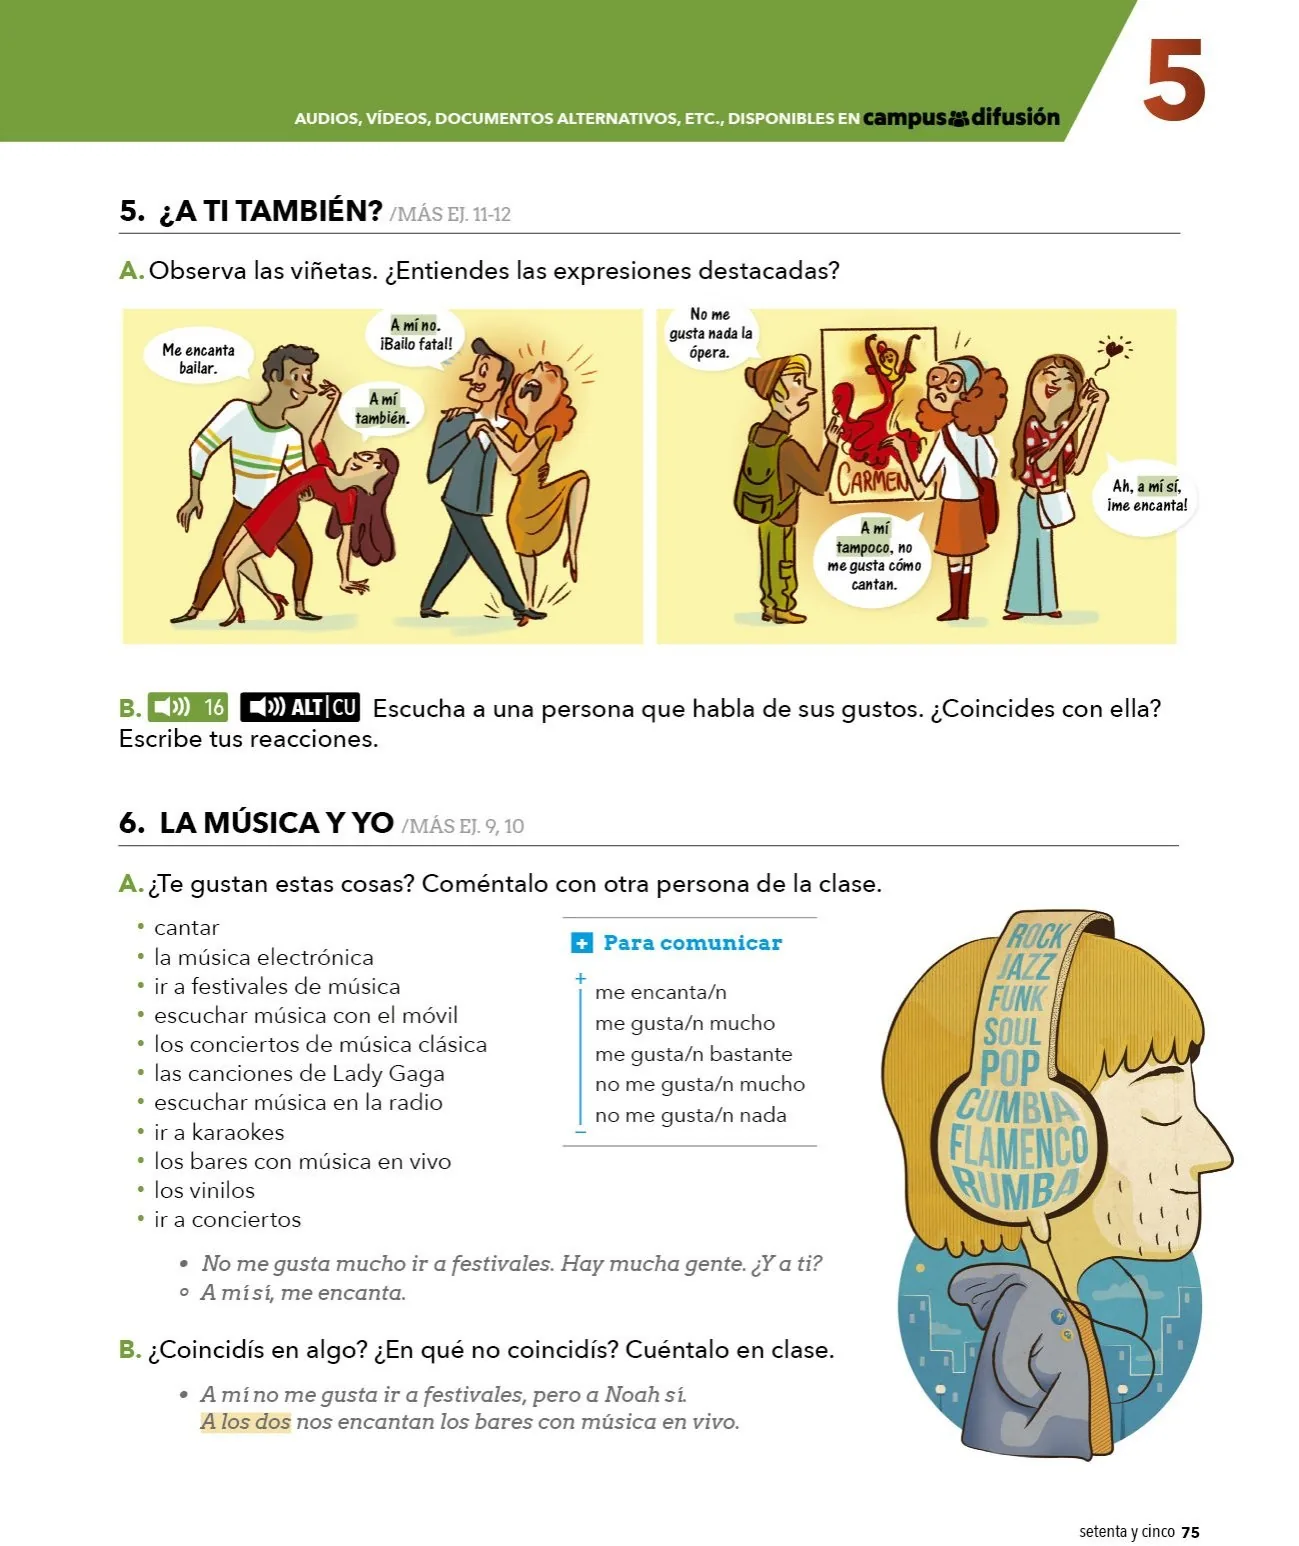 5
AUDIOS, VÍDEOS, DOCUMENTOS ALTERNATIVOS, ETC., DISPONIBLES EN campus difusión
5. ¿A TI TAMBIÉN? /MÁS EJ. 11-12
A. Observa las viñetas. ¿Entiendes las expresiones destacadas?
Me encanta
bailar.
A mí
también.
A mí no.
¡Bailo fatal!
No me
gusta nada la
ópera.
CARMEN
A mí
tampoco, no
me gusta cómo
cantan.
Ah, a mí sí,
¡me encanta!
B. 16 ALT|CU Escucha a una persona que habla de sus gustos. ¿Coincides con ella?
Escribe tus reacciones.
6. LA MÚSICA Y YO /MÁS EJ. 9, 10
A. ¿Te gustan estas cosas? Coméntalo con otra persona de la clase.
• cantar
• la música electrónica
• ir a festivales de música
• escuchar música con el móvil
• los conciertos de música clásica
• las canciones de Lady Gaga
• escuchar música en la radio
• ir a karaokes
• los bares con música en vivo
• los vinilos
• ir a conciertos
+ Para comunicar
+
me encanta/n
me gusta/n mucho
me gusta/n bastante
no me gusta/n mucho
no me gusta/n nada
−
ROCK
JAZZ
FUNK
SOUL
POP
CUMBIA
FLAMENCO
RUMBA
• No me gusta mucho ir a festivales. Hay mucha gente. ¿Y a ti?
○ A mí sí, me encanta.
B. ¿Coincidís en algo? ¿En qué no coincidís? Cuéntalo en clase.
• A mí no me gusta ir a festivales, pero a Noah sí.
A los dos nos encantan los bares con música en vivo.
setenta y cinco 75